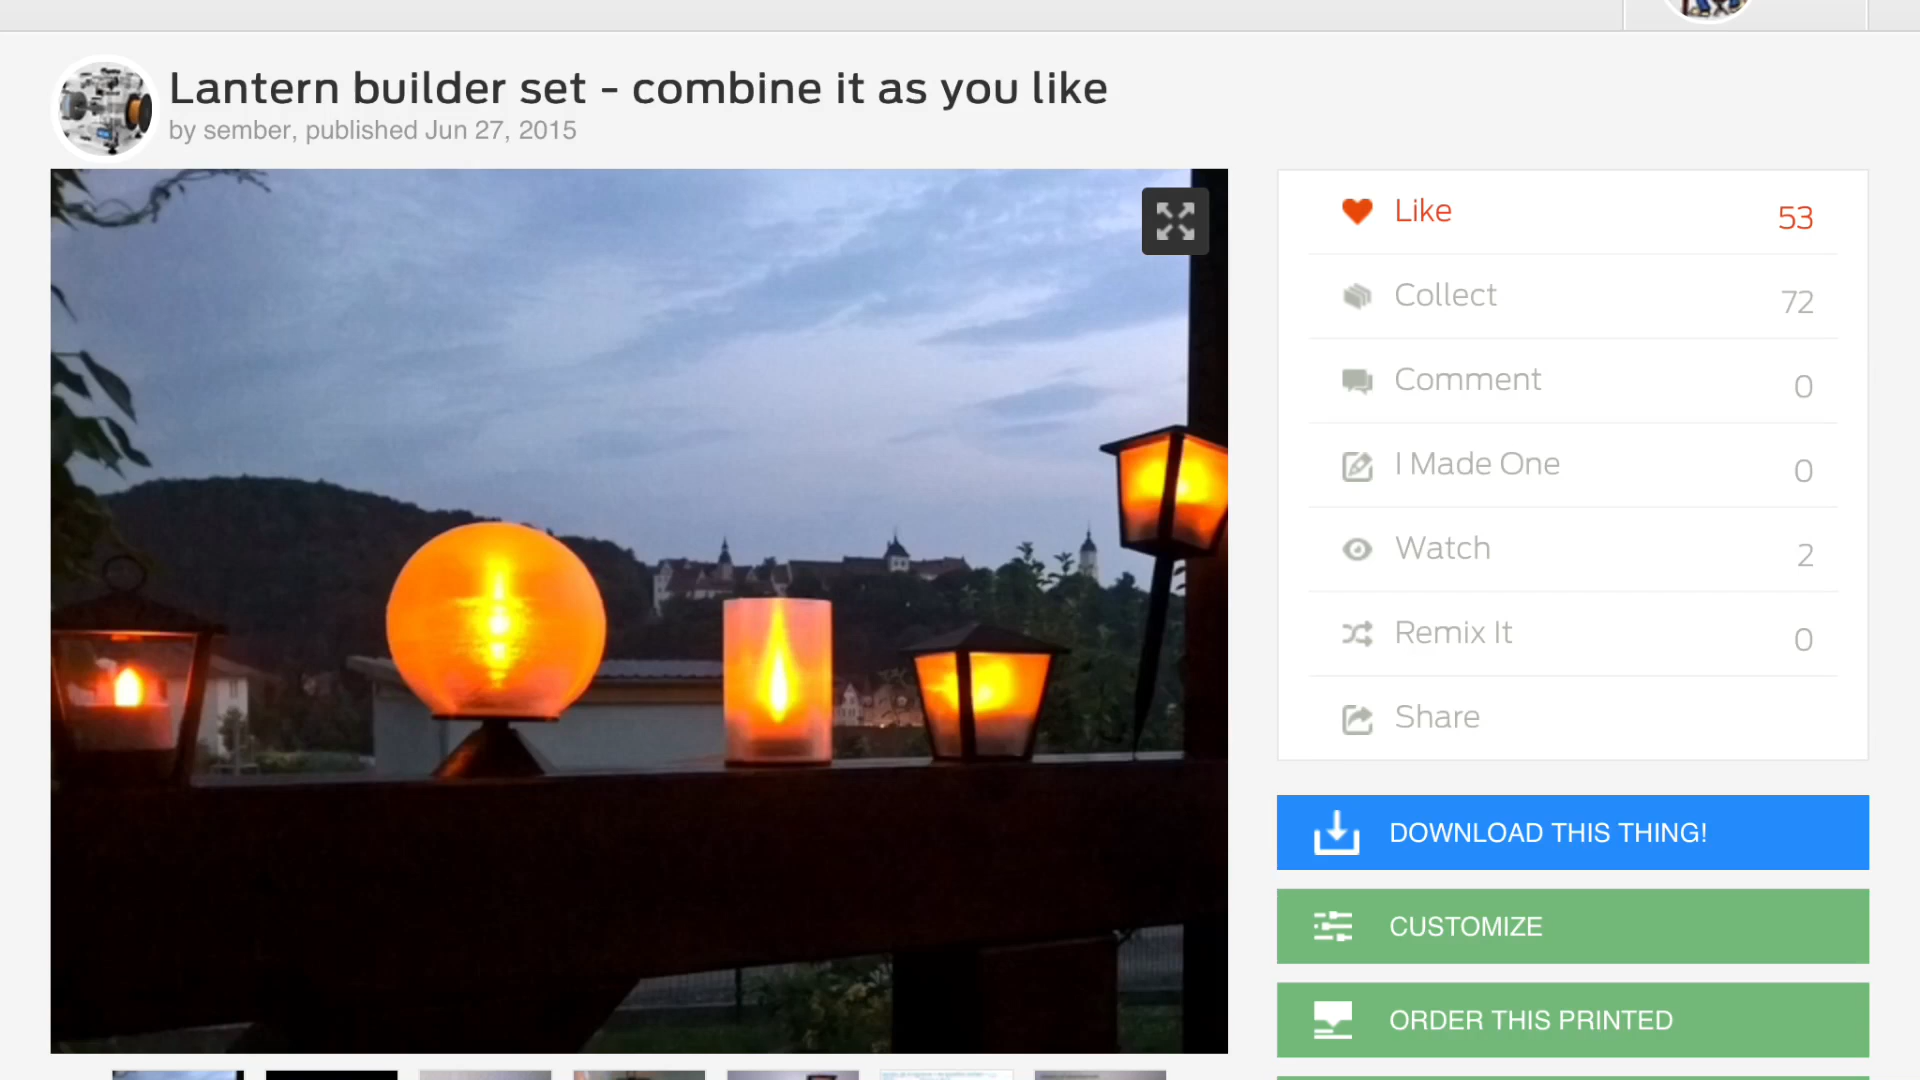 Lantern builder set - combine it as you like
by sember, published Jun 27, 2015
Like 53
Collect 72
Comment 0
I Made One 0
Watch 2
Remix It 0
Share
DOWNLOAD THIS THING!
CUSTOMIZE
ORDER THIS PRINTED